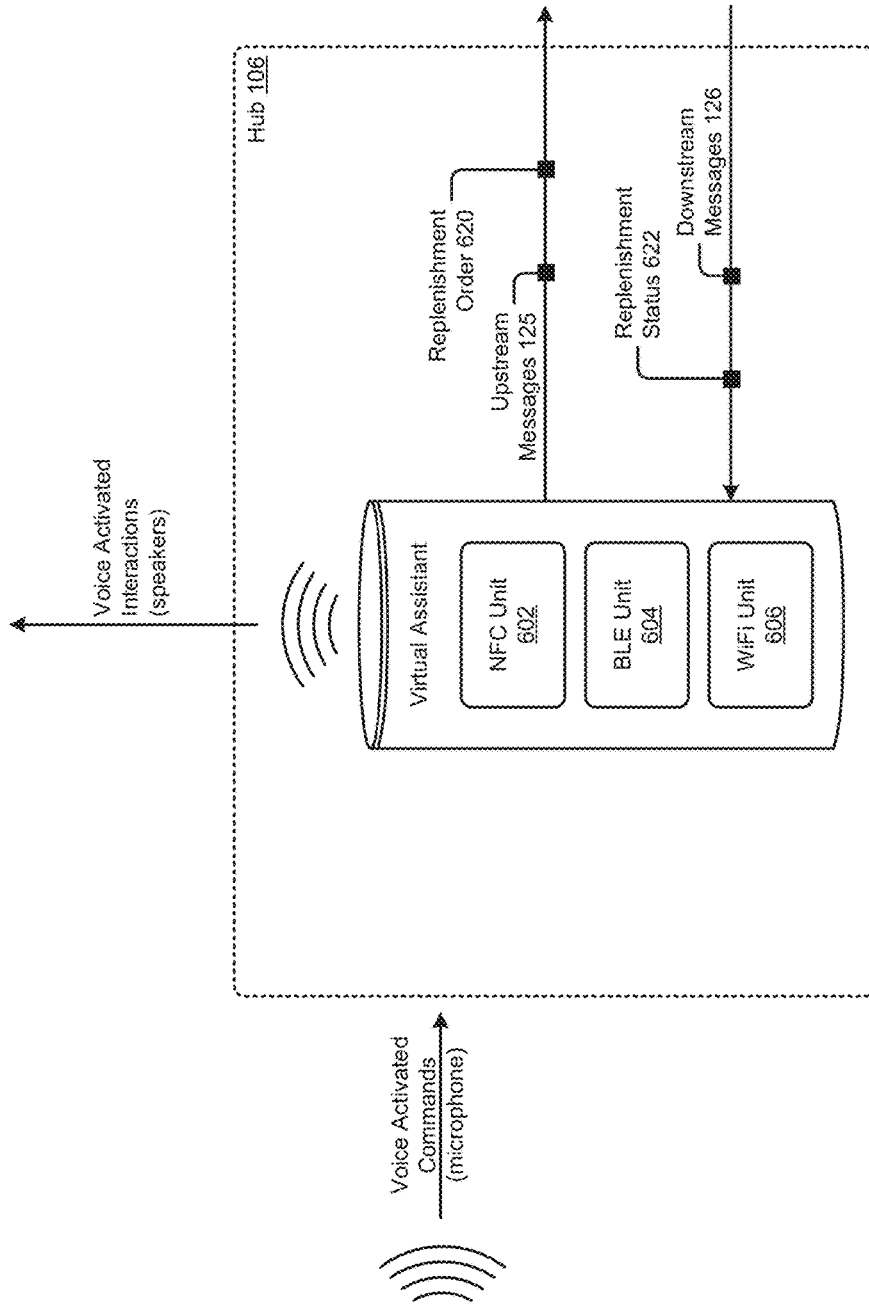 Hub 106
Voice Activated
Interactions
(speakers)
Voice Activated
Commands
(microphone)
Virtual Assistant
NFC Unit
602
BLE Unit
604
WiFi Unit
606
Replenishment
Order 620
Upstream
Messages 125
Replenishment
Status 622
Downstream
Messages 126